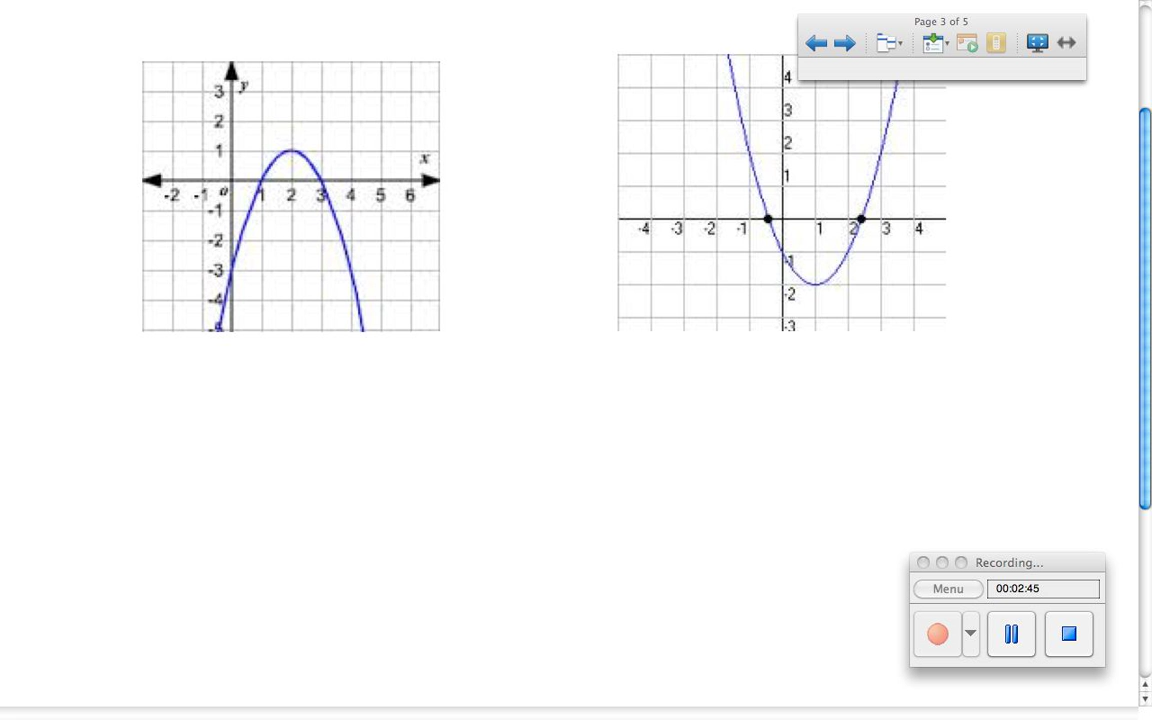 Page 3 of 5
y
3
2
1
x
-2 -1 o 1 2 3 4 5 6
-1
-2
-3
-4
4
3
2
1
-4 -3 -2 -1 1 2 3 4
-1
-2
-3
Recording...
Menu 00:02:45